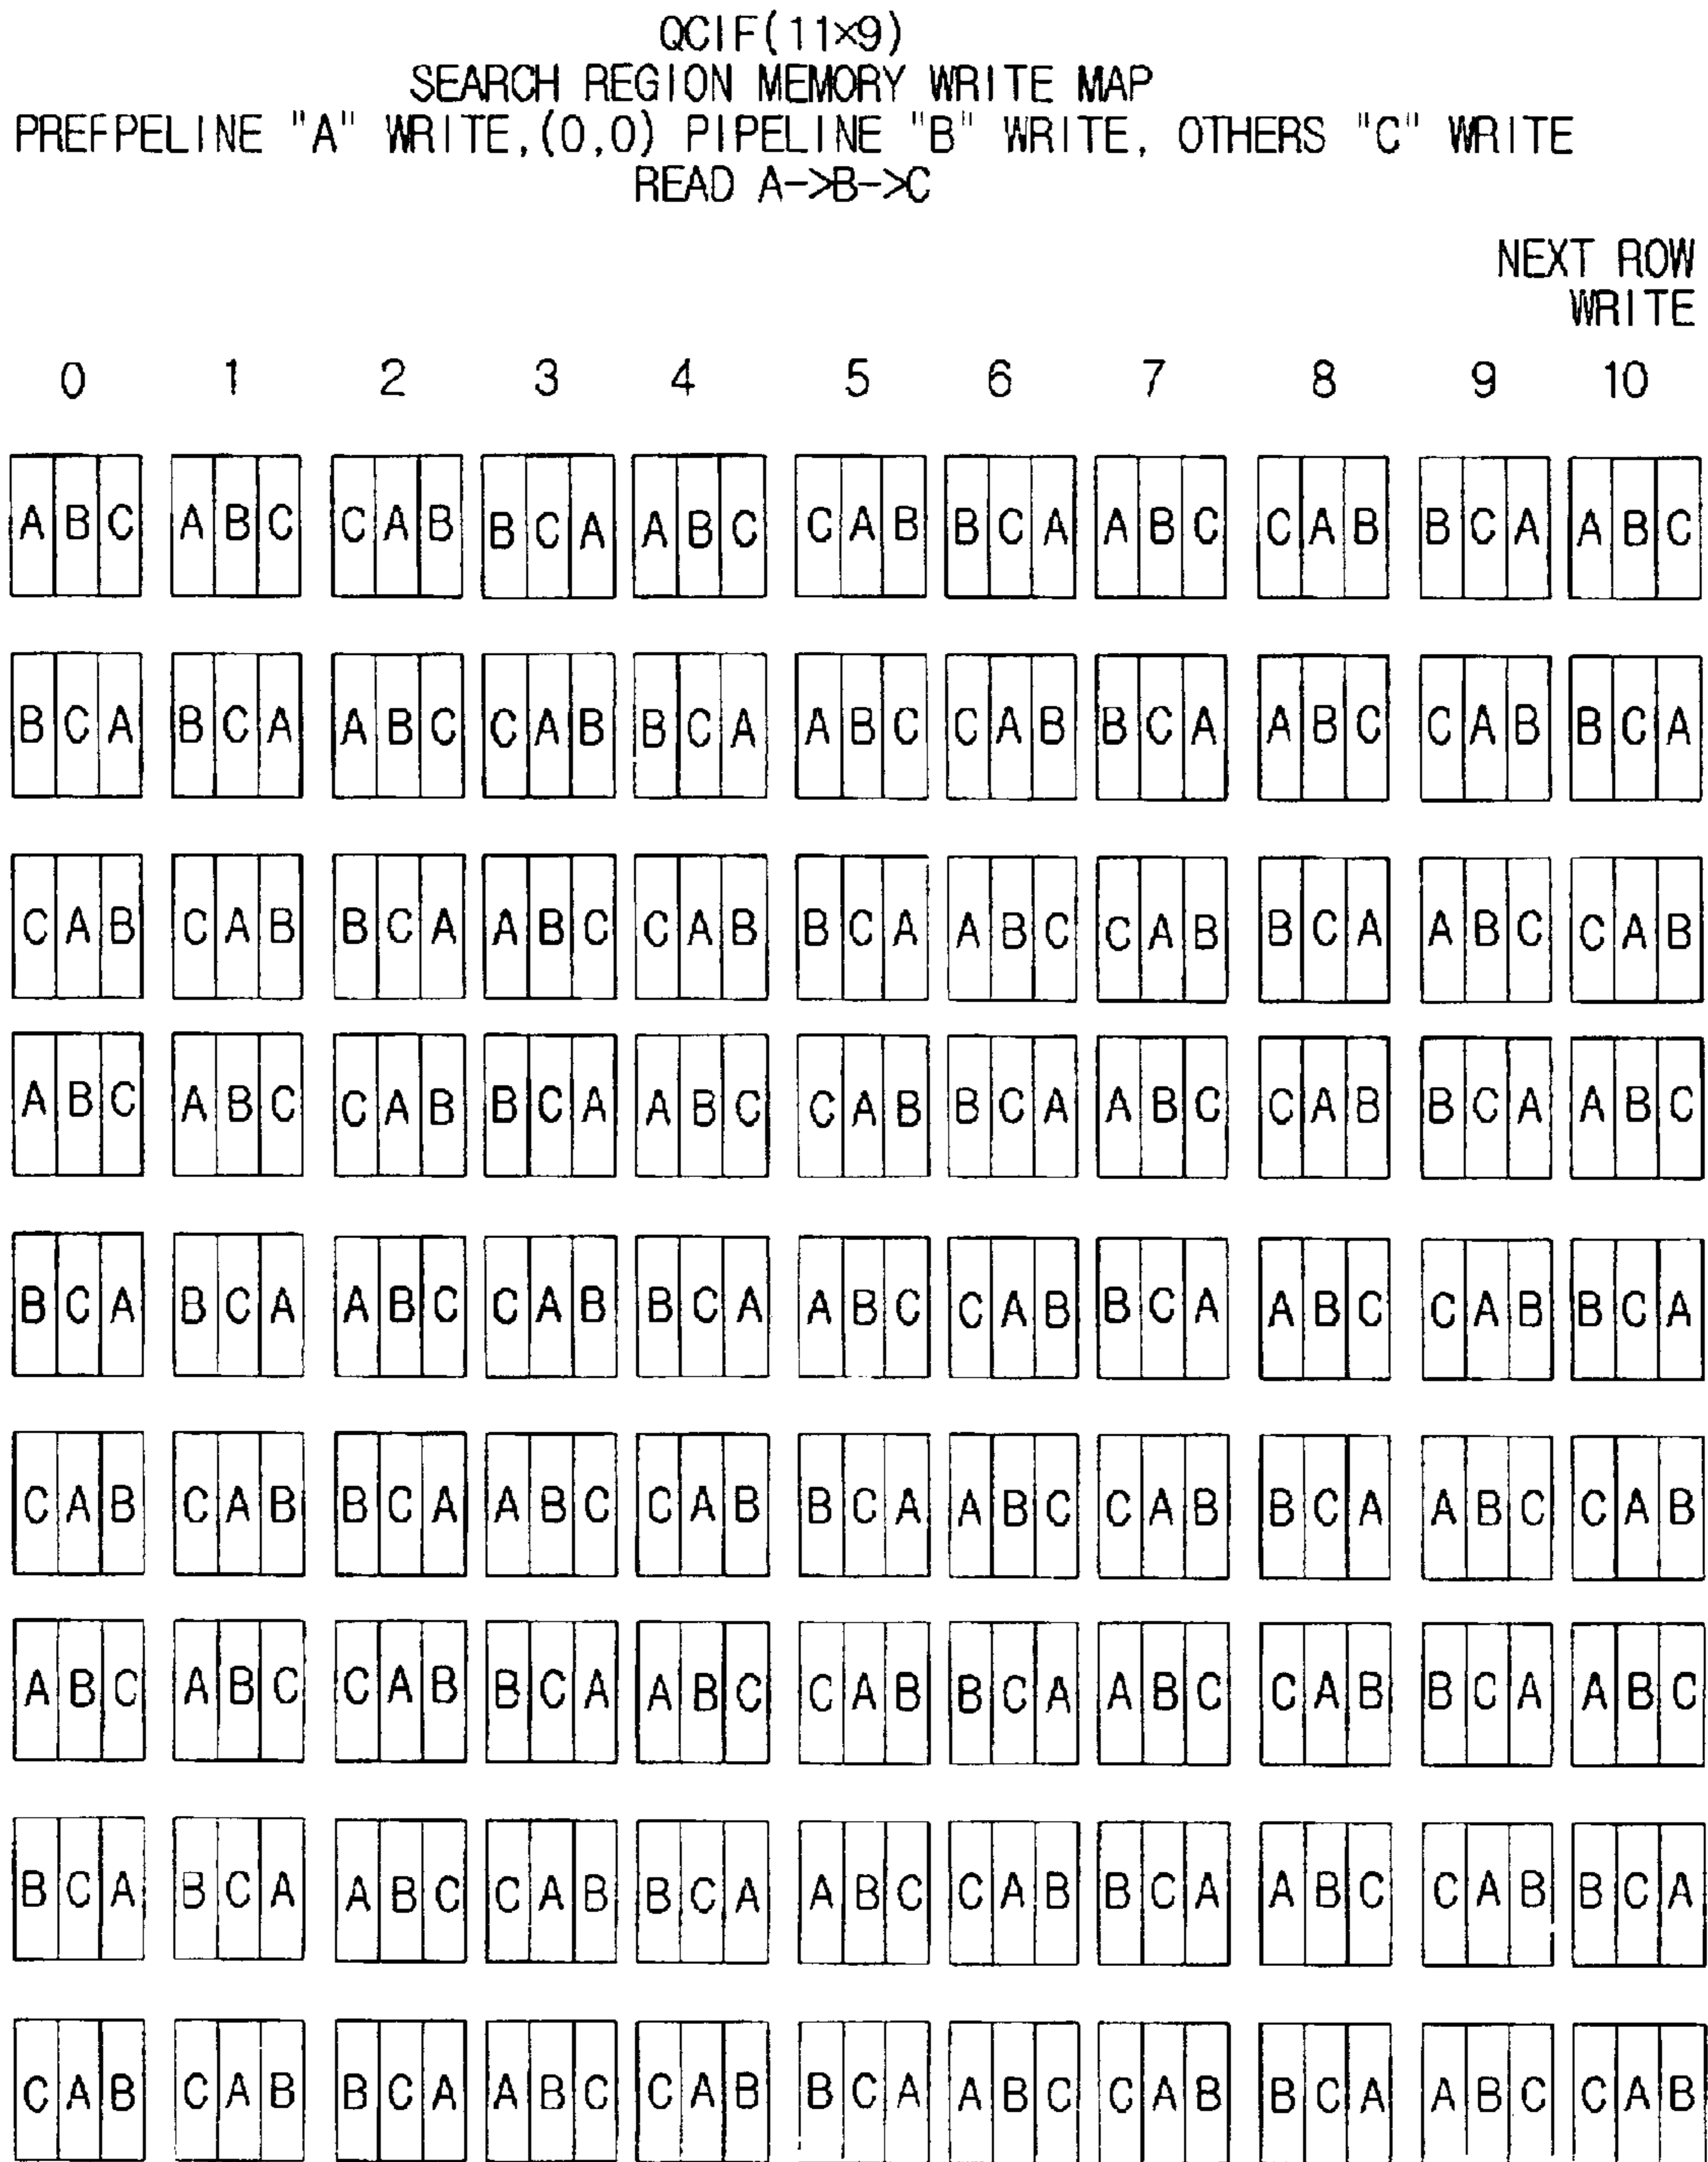 QCIF(11×9)
SEARCH REGION MEMORY WRITE MAP
PREFPELINE "A" WRITE,(0,0) PIPELINE "B" WRITE, OTHERS "C" WRITE
READ A->B->C
NEXT ROW
WRITE
0 1 2 3 4 5 6 7 8 9 10
A B C A B C C A B B C A A B C C A B B C A A B C C A B B C A A B C
B C A B C A A B C C A B B C A A B C C A B B C A A B C C A B B C A
C A B C A B B C A A B C C A B B C A A B C C A B B C A A B C C A B
A B C A B C C A B B C A A B C C A B B C A A B C C A B B C A A B C
B C A B C A A B C C A B B C A A B C C A B B C A A B C C A B B C A
C A B C A B B C A A B C C A B B C A A B C C A B B C A A B C C A B
A B C A B C C A B B C A A B C C A B B C A A B C C A B B C A A B C
B C A B C A A B C C A B B C A A B C C A B B C A A B C C A B B C A
C A B C A B B C A A B C C A B B C A A B C C A B B C A A B C C A B